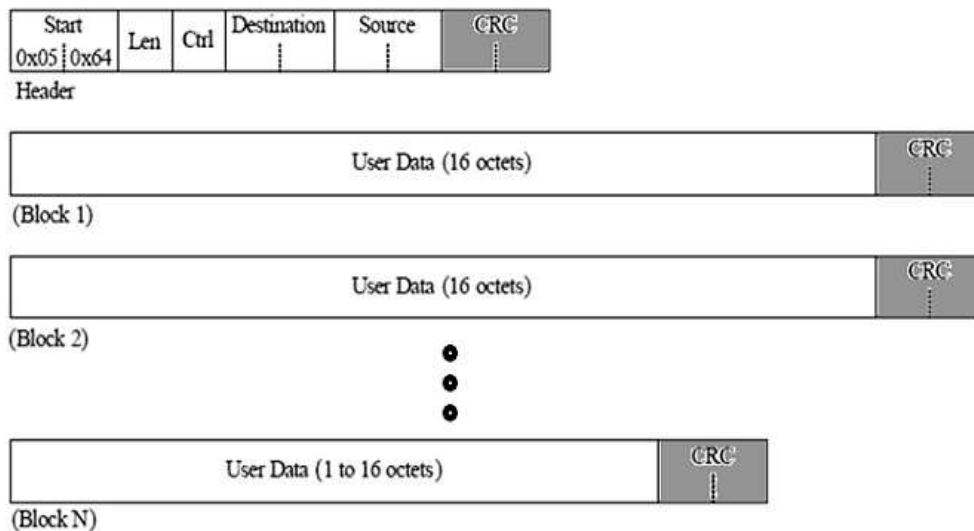 Start Len Ctrl Destination Source CRC
0x05 0x64
Header
User Data (16 octets) CRC
(Block 1)
User Data (16 octets) CRC
(Block 2)
User Data (1 to 16 octets) CRC
(Block N)